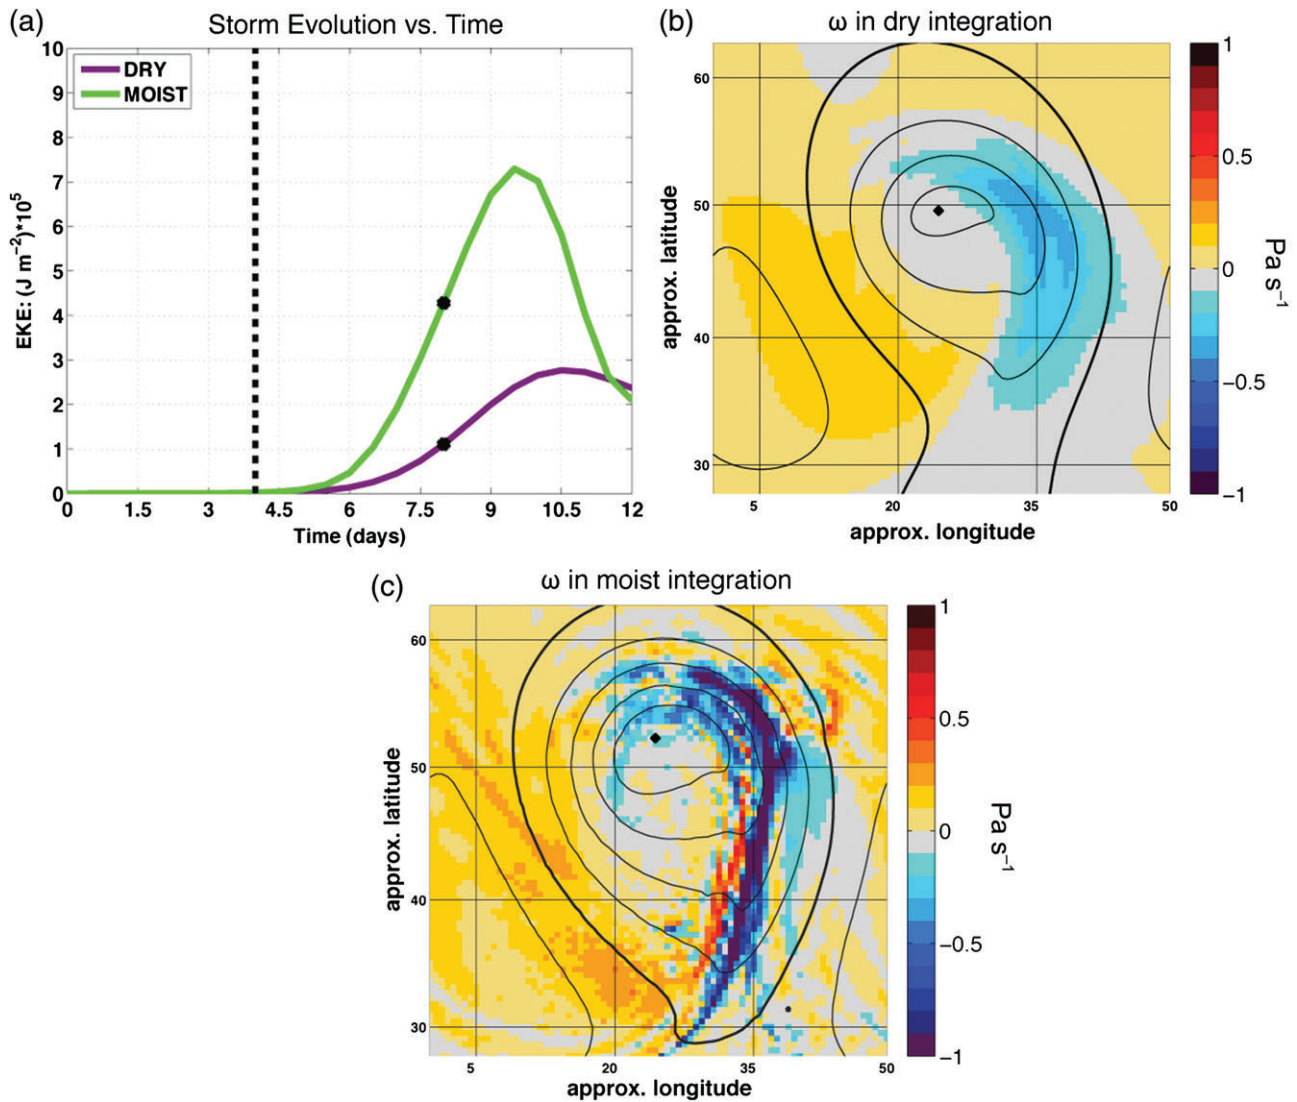 (a)
Storm Evolution vs. Time
EKE: (J m⁻²)*10⁵
10
9
8
7
6
5
4
3
2
1
0
DRY
MOIST
0 1.5 3 4.5 6 7.5 9 10.5 12
Time (days)
(b)
ω in dry integration
approx. latitude
60
50
40
30
5 20 35 50
approx. longitude
1
0.5
0
−0.5
−1
Pa s⁻¹
(c)
ω in moist integration
approx. latitude
60
50
40
30
5 20 35 50
approx. longitude
1
0.5
0
−0.5
−1
Pa s⁻¹